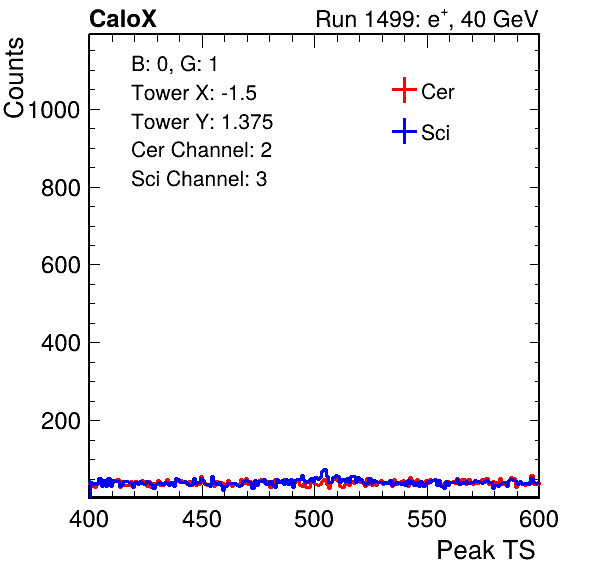 CaloX Run 1499: e⁺, 40 GeV
Counts
B: 0, G: 1
Tower X: -1.5
Tower Y: 1.375
Cer Channel: 2
Sci Channel: 3
Cer
Sci
1000
800
600
400
200
400 450 500 550 600
Peak TS